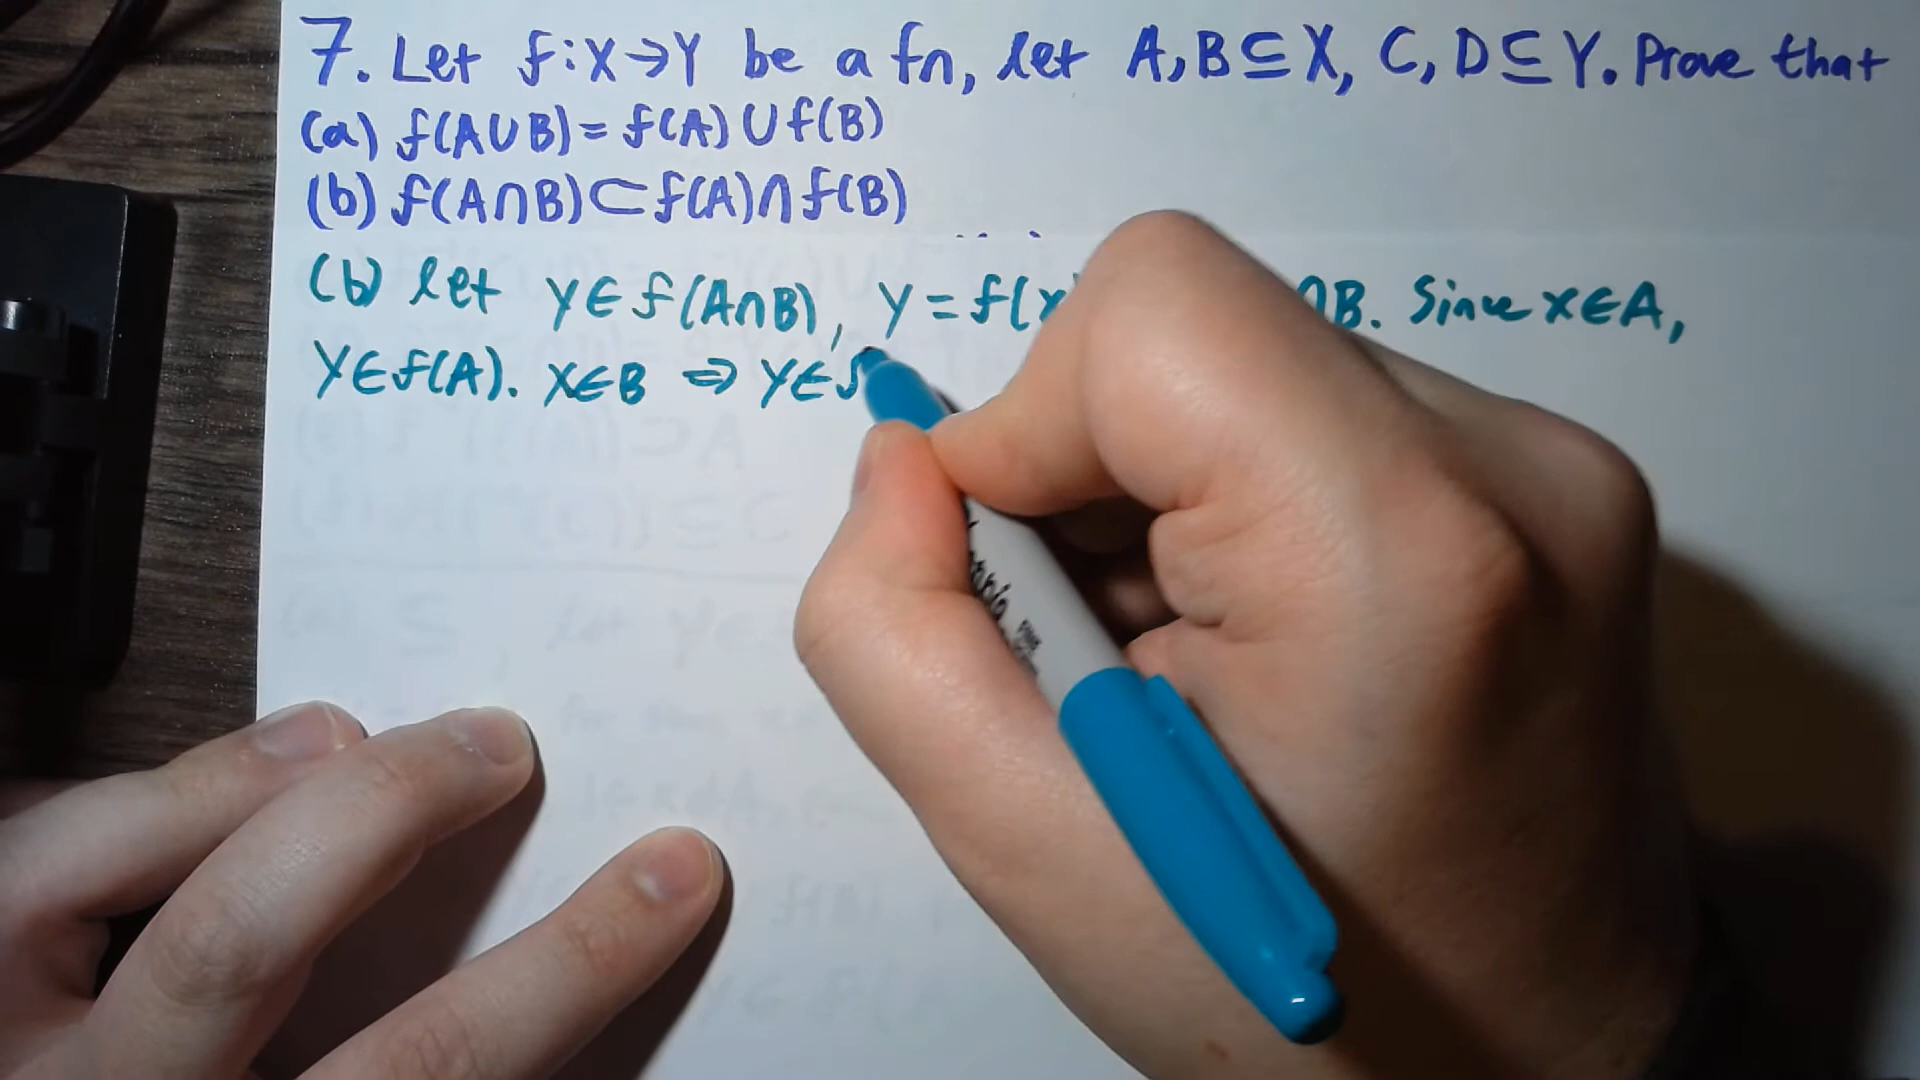 7. Let f:X→Y be a fn, let A,B⊆X, C,D⊆Y. Prove that
(a) f(A∪B)=f(A)∪f(B)
(b) f(A∩B)⊂f(A)∩f(B)
(b) let y∈f(A∩B), y=f(x ∩B. Since x∈A,
y∈f(A). x∈B ⇒ y∈f